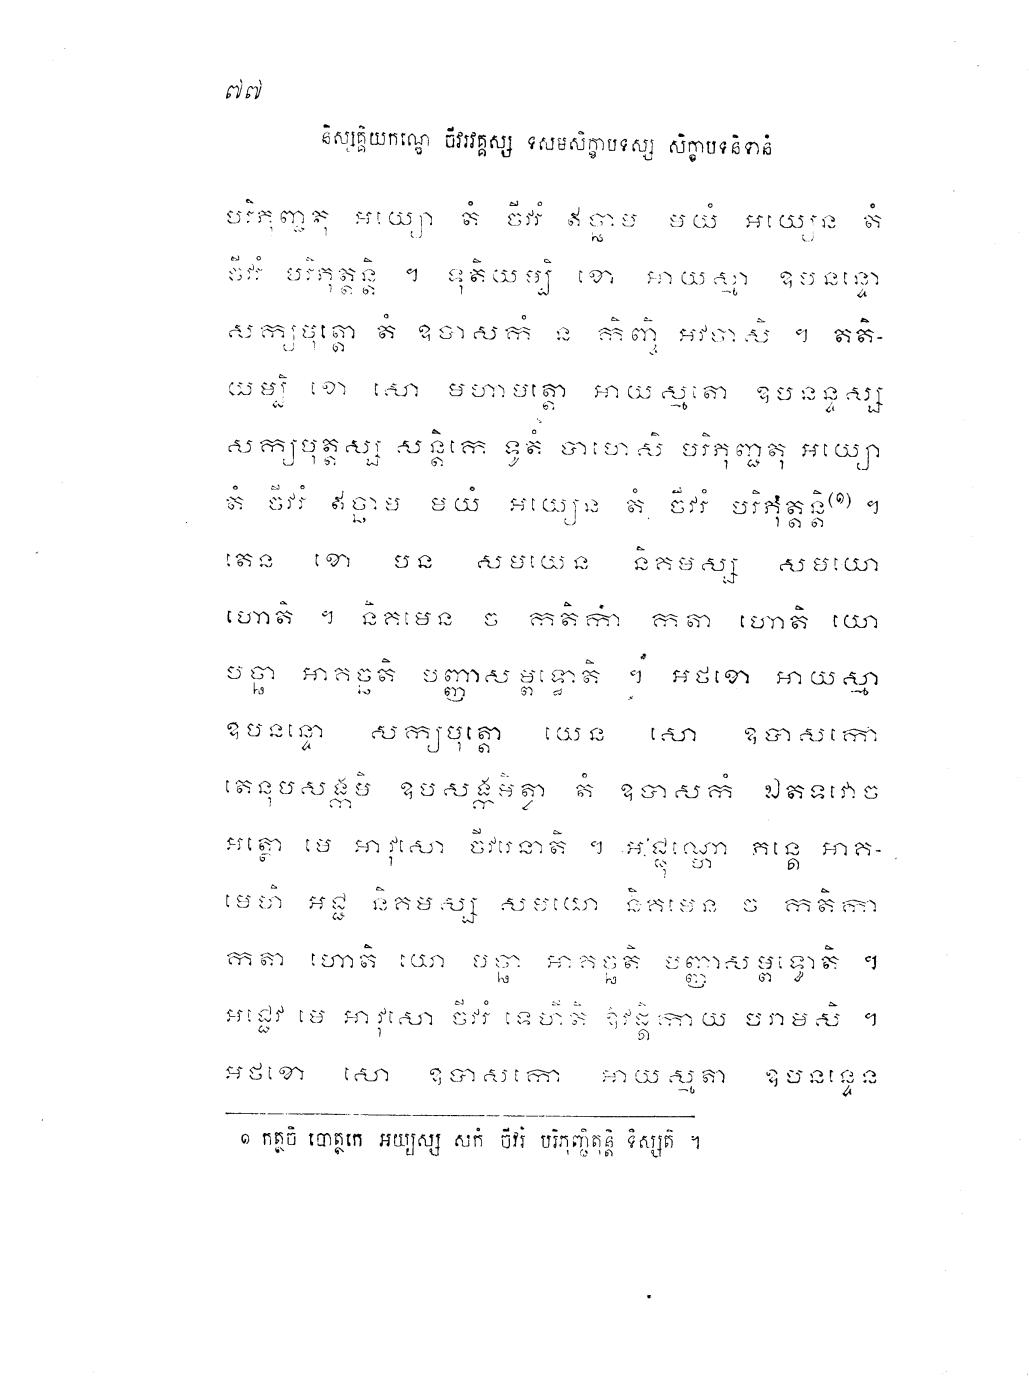 ៧៧
និស្សគ្គិយកណ្ឌេ ចីវរវគ្គស្ស ទសមសិក្ខាបទស្ស សិក្ខាបទនិទានំ
បរិភុញ្ជតុ អយ្យោ តំ ចីវរំ ឥច្ឆាម មយំ អយ្យេន តំ
ចីវរំ បរិភុត្តន្តិ ។ ទុតិយម្បិ ខោ អាយស្មា ឧបនន្ទោ
សក្យបុត្តោ តំ ឧបាសកំ ន កិញ្ចិ អវចាសិ ។ តតិ-
យម្បិ ខោ សោ មហាមត្តោ អាយស្មតោ ឧបនន្ទស្ស
សក្យបុត្តស្ស សន្តិកេ ទូតំ បាហេសិ បរិភុញ្ជតុ អយ្យោ
តំ ចីវរំ ឥច្ឆាម មយំ អយ្យេន តំ ចីវរំ បរិភុត្តន្តិ(១) ។
តេន ខោ បន សមយេន និគមស្ស សមយោ
ហោតិ ។ និគមេន ច កតិកា កតា ហោតិ យោ
បច្ឆា អាគច្ឆតិ បញ្ញាសម្ពទ្ធោតិ ។ អថខោ អាយស្មា
ឧបនន្ទោ សក្យបុត្តោ យេន សោ ឧបាសកោ
តេនុបសង្កមិ ឧបសង្កមិត្វា តំ ឧបាសកំ ឯតទវោច
អត្ថោ មេ អាវុសោ ចីវរេនាតិ ។ អជ្ជុណ្ហោ ភន្តេ អាគ-
មេហិ អជ្ជ និគមស្ស សមយោ និគមេន ច កតិកា
កតា ហោតិ យោ បច្ឆា អាគច្ឆតិ បញ្ញាសម្ពទ្ធោតិ ។
អជ្ជេវ មេ អាវុសោ ចីវរំ ទេហីតិ ឱវដ្ដិកាយ បរាមសិ ។
អថខោ សោ ឧបាសកោ អាយស្មតា ឧបនន្ទេន
១ កត្ថចិ បោត្ថកេ អយ្យស្ស សកំ ចីវរំ បរិភុញ្ជិតុន្តិ ទិស្សតិ ។